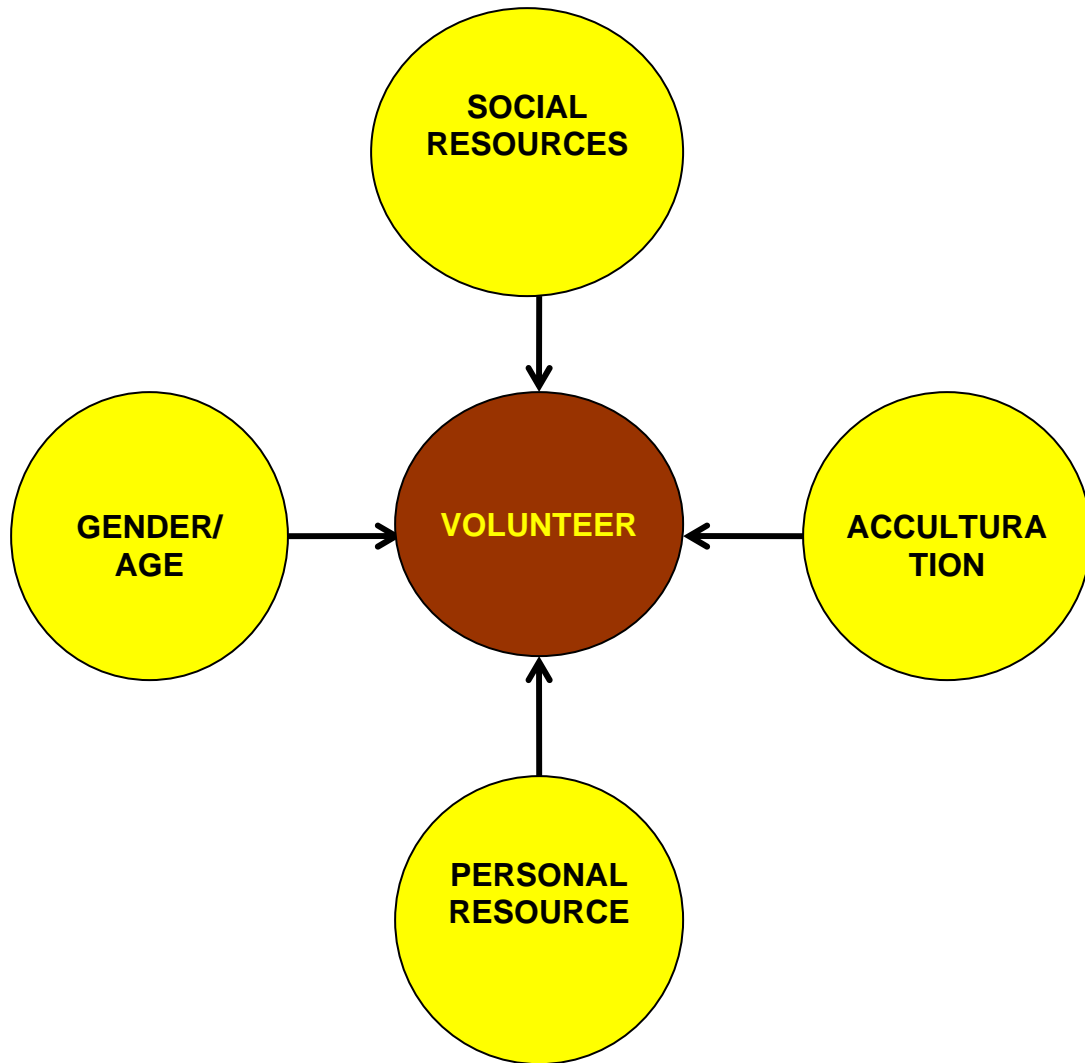 SOCIAL
RESOURCES
GENDER/
AGE
VOLUNTEER
ACCULTURA
TION
PERSONAL
RESOURCE